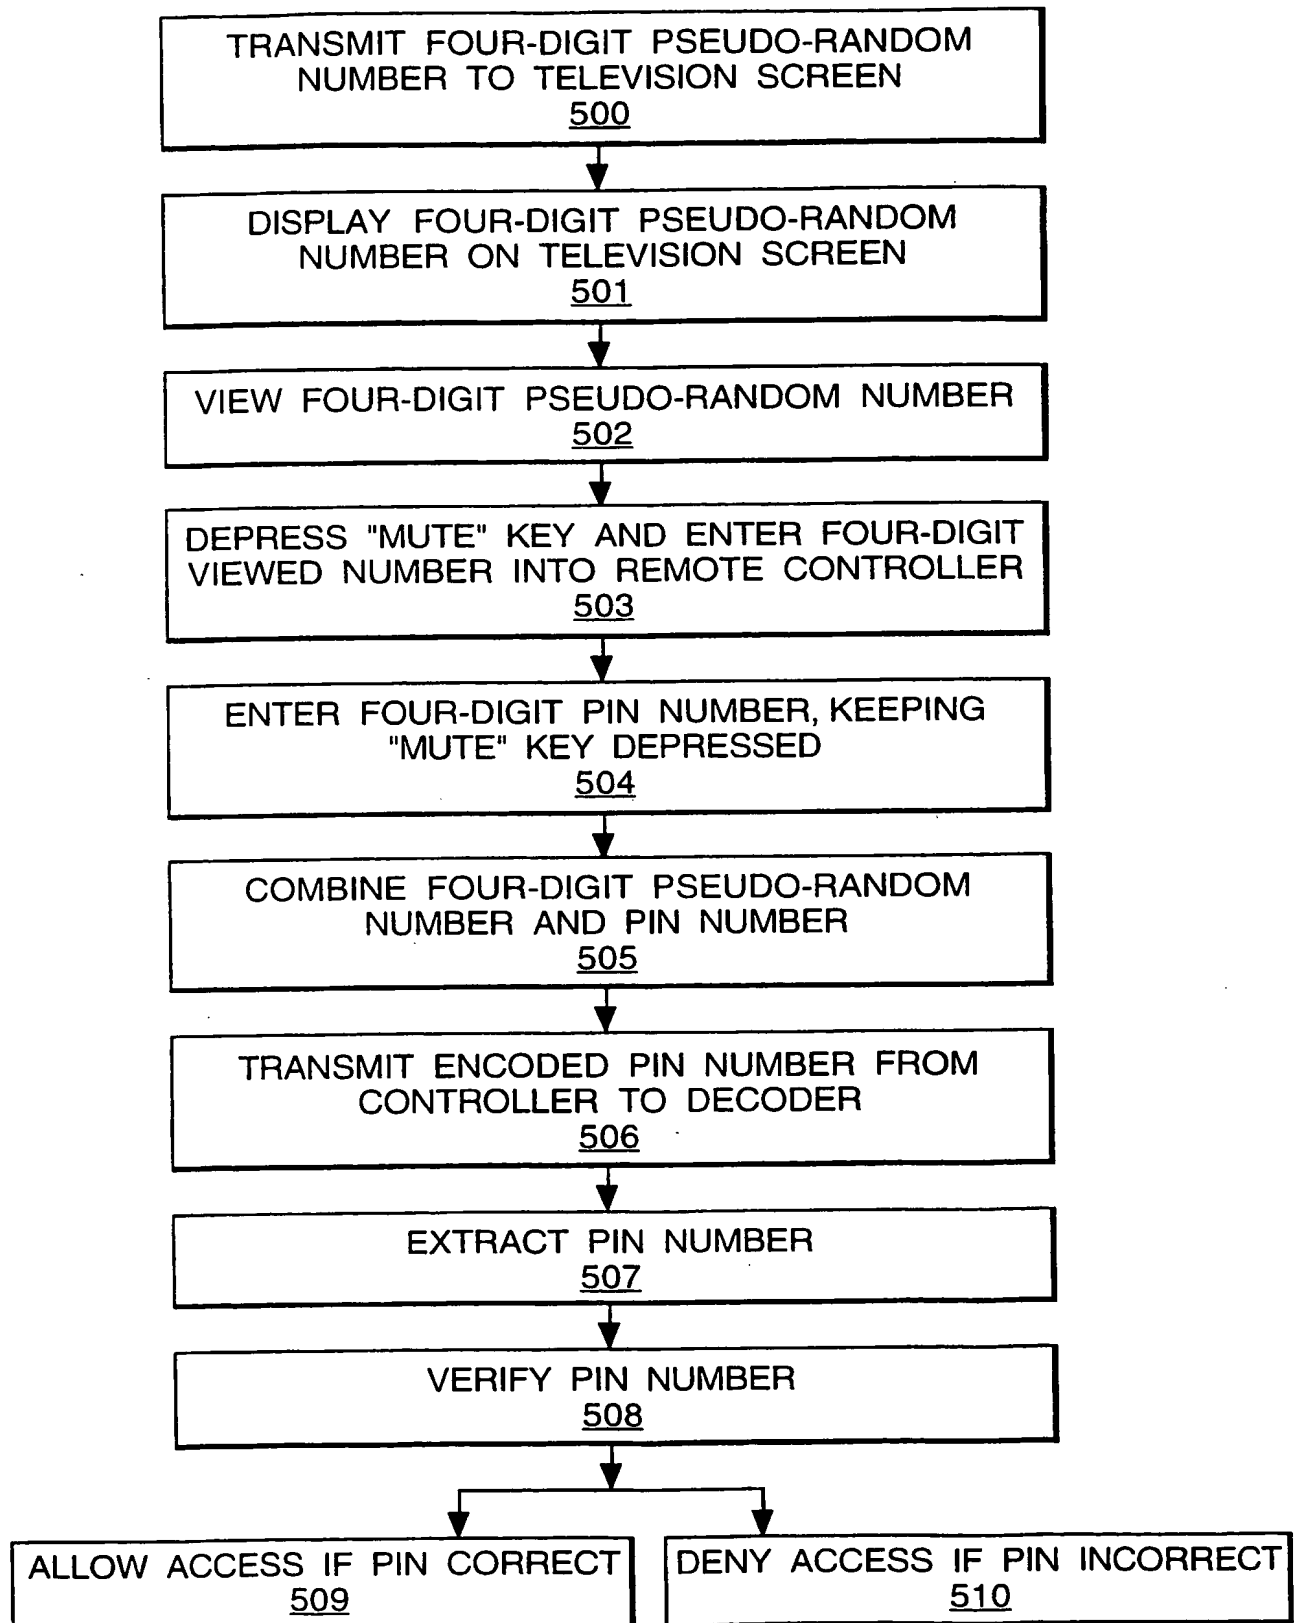 TRANSMIT FOUR-DIGIT PSEUDO-RANDOM
NUMBER TO TELEVISION SCREEN
500
DISPLAY FOUR-DIGIT PSEUDO-RANDOM
NUMBER ON TELEVISION SCREEN
501
VIEW FOUR-DIGIT PSEUDO-RANDOM NUMBER
502
DEPRESS "MUTE" KEY AND ENTER FOUR-DIGIT
VIEWED NUMBER INTO REMOTE CONTROLLER
503
ENTER FOUR-DIGIT PIN NUMBER, KEEPING
"MUTE" KEY DEPRESSED
504
COMBINE FOUR-DIGIT PSEUDO-RANDOM
NUMBER AND PIN NUMBER
505
TRANSMIT ENCODED PIN NUMBER FROM
CONTROLLER TO DECODER
506
EXTRACT PIN NUMBER
507
VERIFY PIN NUMBER
508
ALLOW ACCESS IF PIN CORRECT
509
DENY ACCESS IF PIN INCORRECT
510